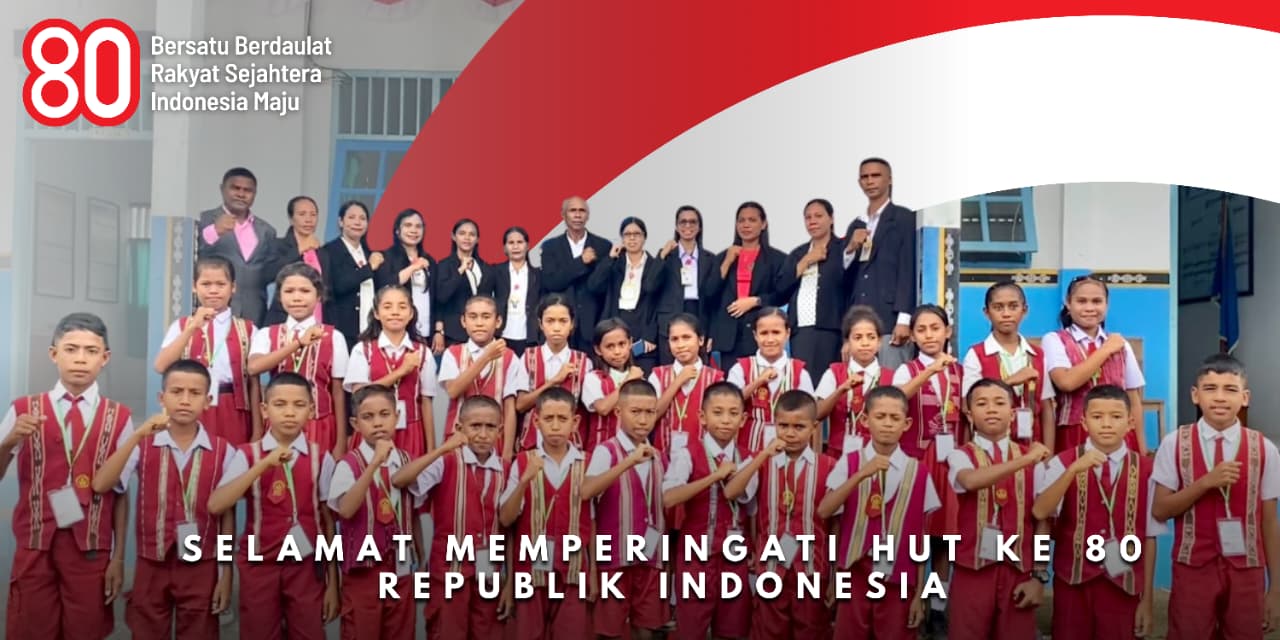 80
Bersatu Berdaulat
Rakyat Sejahtera
Indonesia Maju
SELAMAT MEMPERINGATI HUT KE 80
REPUBLIK INDONESIA